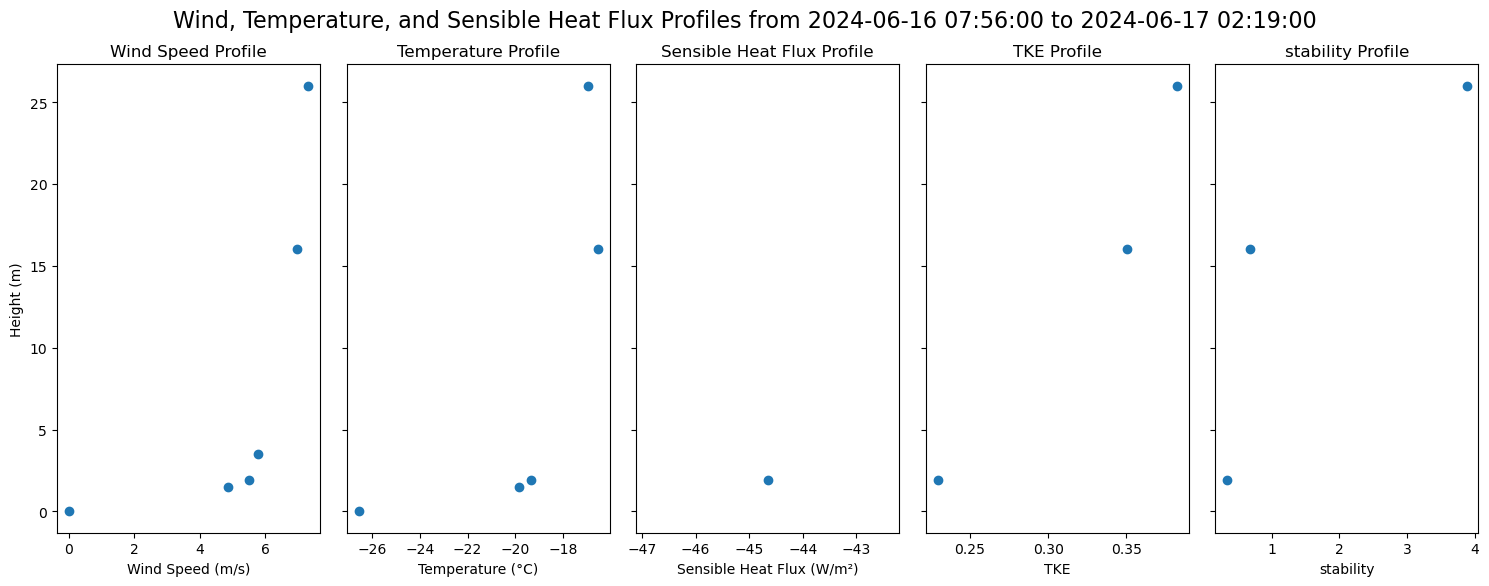 Wind, Temperature, and Sensible Heat Flux Profiles from 2024-06-16 07:56:00 to 2024-06-17 02:19:00
Wind Speed Profile
Temperature Profile
Sensible Heat Flux Profile
TKE Profile
stability Profile
25
20
15
10
5
0
Height (m)
0 2 4 6
−26 −24 −22 −20 −18
−47 −46 −45 −44 −43
0.25 0.30 0.35
1 2 3 4
Wind Speed (m/s)
Temperature (°C)
Sensible Heat Flux (W/m²)
TKE
stability